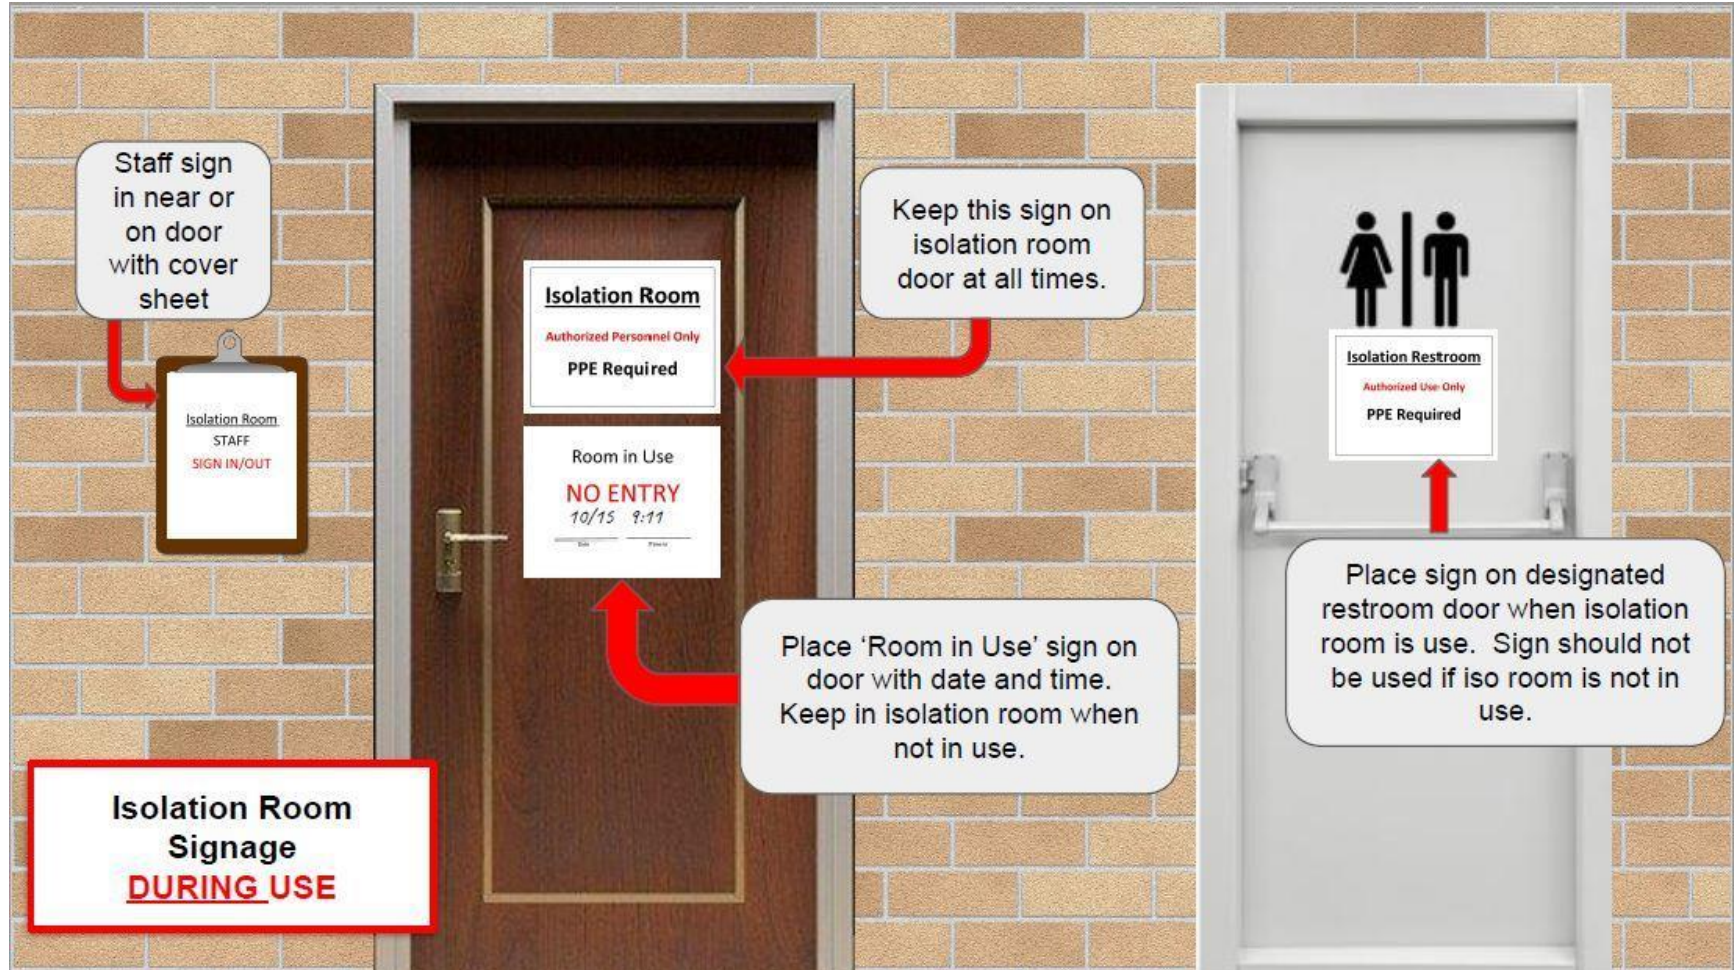 Staff sign
in near or
on door
with cover
sheet
Isolation Room
STAFF
SIGN IN/OUT
Isolation Room
Authorized Personnel Only
PPE Required
Room in Use
NO ENTRY
10/15 9:11
Date Time In
Keep this sign on
isolation room
door at all times.
Place ‘Room in Use’ sign on
door with date and time.
Keep in isolation room when
not in use.
Isolation Restroom
Authorized Use Only
PPE Required
Place sign on designated
restroom door when isolation
room is use. Sign should not
be used if iso room is not in
use.
Isolation Room
Signage
DURING USE